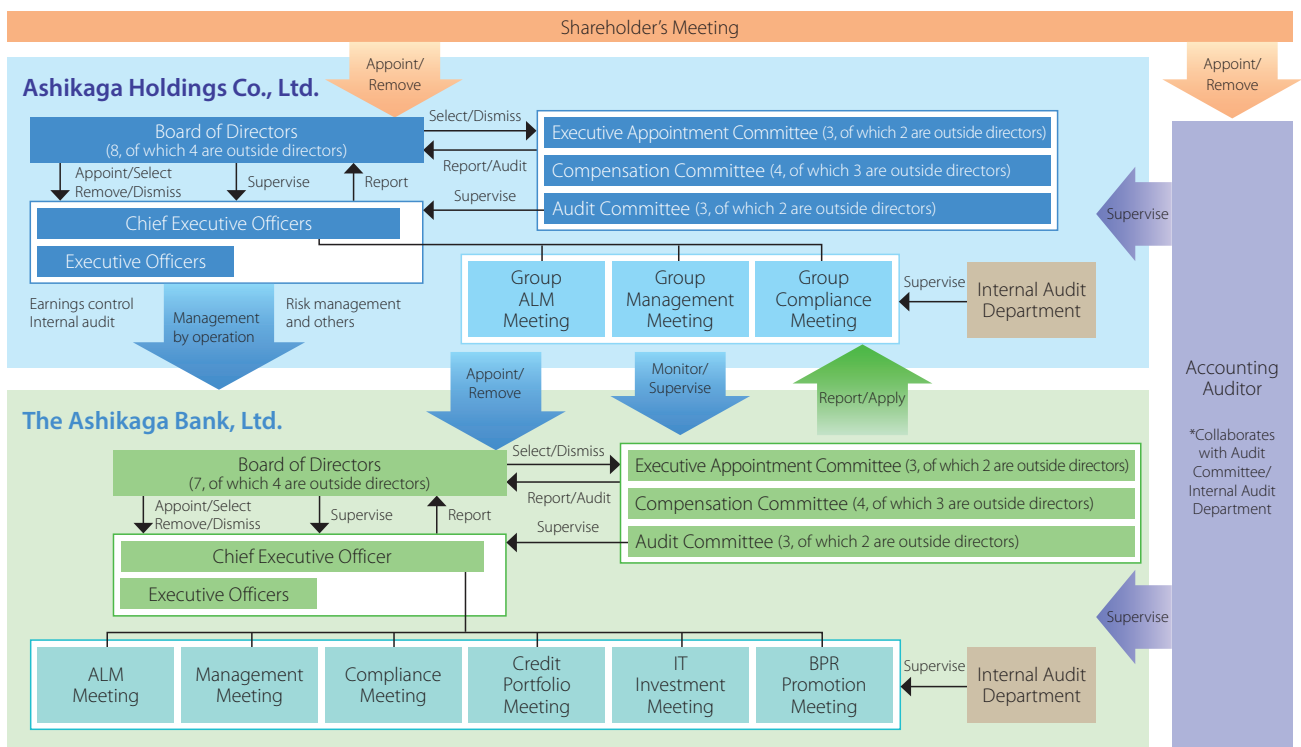 Shareholder's Meeting
Appoint/
Remove
Appoint/
Remove
Ashikaga Holdings Co., Ltd.
Board of Directors
(8, of which 4 are outside directors)
Select/Dismiss
Report/Audit
Supervise
Executive Appointment Committee (3, of which 2 are outside directors)
Compensation Committee (4, of which 3 are outside directors)
Audit Committee (3, of which 2 are outside directors)
Appoint/Select
Remove/Dismiss
Supervise
Report
Chief Executive Officers
Executive Officers
Supervise
Group
ALM
Meeting
Group
Management
Meeting
Group
Compliance
Meeting
Supervise
Internal Audit
Department
Earnings control
Internal audit
Management
by operation
Risk management
and others
Appoint/
Remove
Monitor/
Supervise
Report/Apply
Accounting
Auditor
*Collaborates
with Audit
Committee/
Internal Audit
Department
The Ashikaga Bank, Ltd.
Board of Directors
(7, of which 4 are outside directors)
Select/Dismiss
Report/Audit
Supervise
Executive Appointment Committee (3, of which 2 are outside directors)
Compensation Committee (4, of which 3 are outside directors)
Audit Committee (3, of which 2 are outside directors)
Appoint/Select
Remove/Dismiss
Supervise
Report
Chief Executive Officer
Executive Officers
Supervise
ALM
Meeting
Management
Meeting
Compliance
Meeting
Credit
Portfolio
Meeting
IT
Investment
Meeting
BPR
Promotion
Meeting
Supervise
Internal Audit
Department